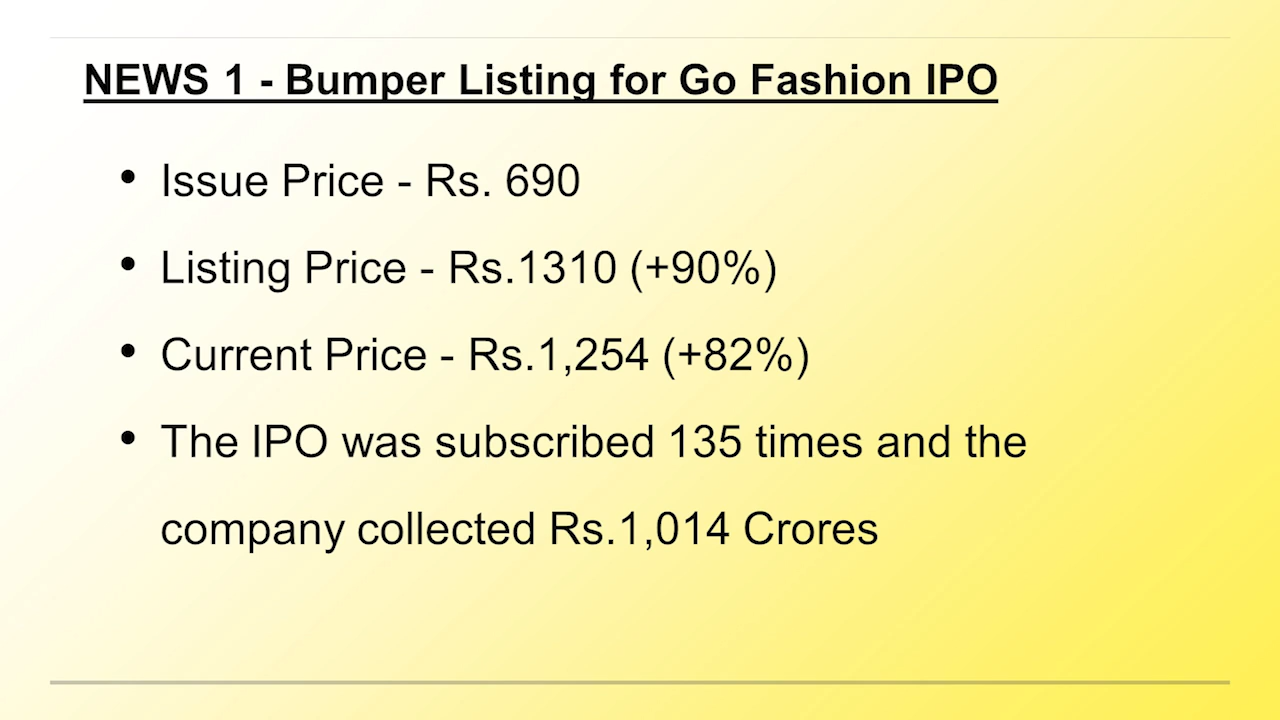 NEWS 1 - Bumper Listing for Go Fashion IPO
• Issue Price - Rs. 690
• Listing Price - Rs.1310 (+90%)
• Current Price - Rs.1,254 (+82%)
• The IPO was subscribed 135 times and the
company collected Rs.1,014 Crores